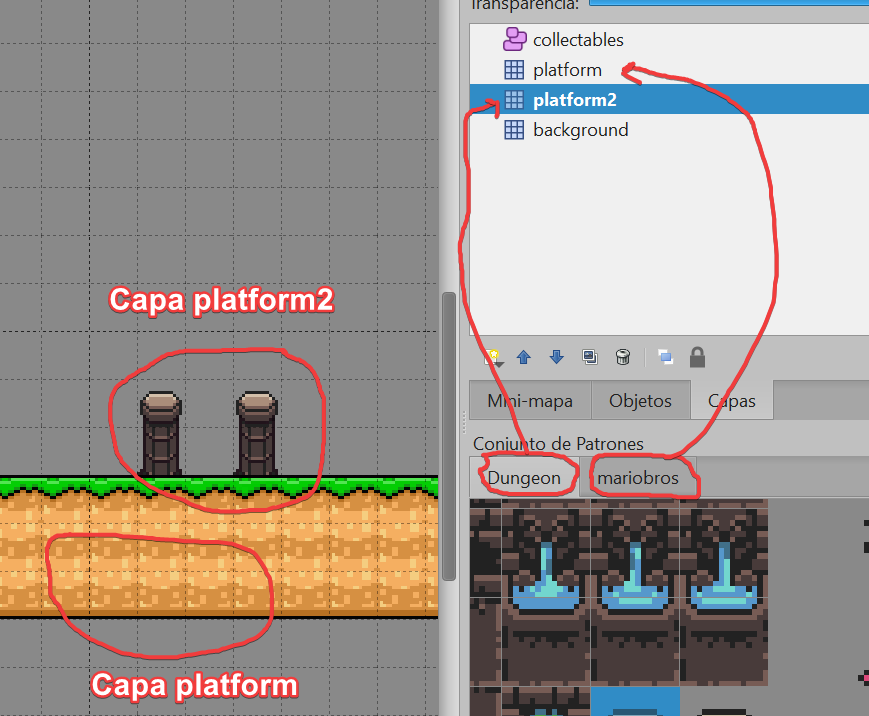 Transparencia:
collectables
platform
platform2
background
Capa platform2
Mini-mapa Objetos Capas
Conjunto de Patrones
Dungeon mariobros
Capa platform